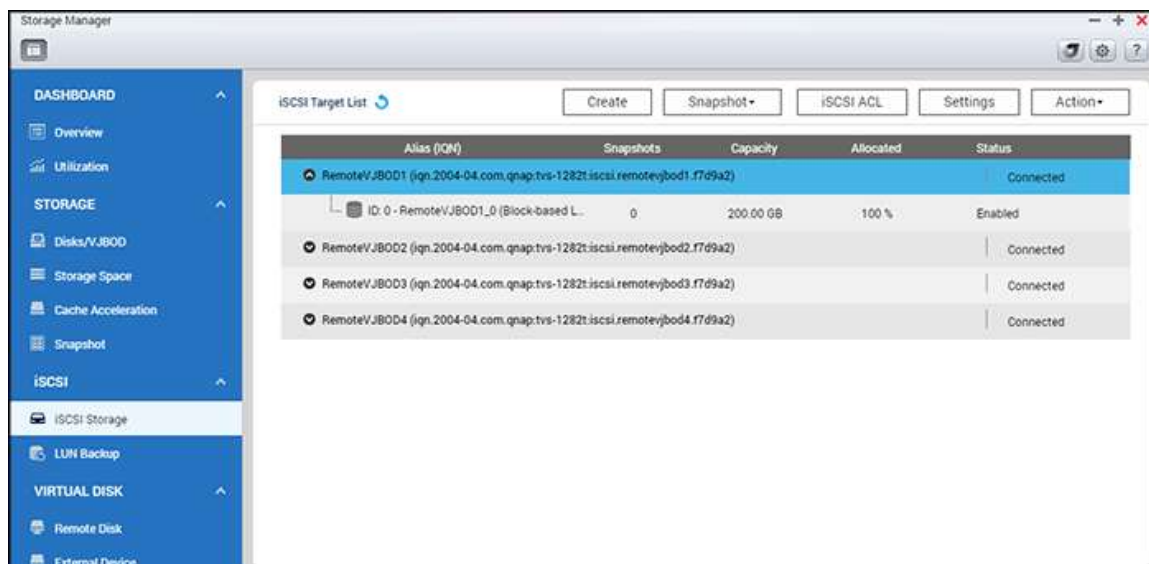 Storage Manager
DASHBOARD
Overview
Utilization
STORAGE
Disks/VJBOD
Storage Space
Cache Acceleration
Snapshot
iSCSI
iSCSI Storage
LUN Backup
VIRTUAL DISK
Remote Disk
External Device
iSCSI Target List Create Snapshot iSCSI ACL Settings Action
Alias (IQN) Snapshots Capacity Allocated Status
RemoteVJBOD1 (iqn.2004-04.com.qnap:tvs-1282t:iscsi.remotevjbod1.f7d9a2) Connected
ID: 0 - RemoteVJBOD1_0 (Block-based L... 0 200.00 GB 100 % Enabled
RemoteVJBOD2 (iqn.2004-04.com.qnap:tvs-1282t:iscsi.remotevjbod2.f7d9a2) Connected
RemoteVJBOD3 (iqn.2004-04.com.qnap:tvs-1282t:iscsi.remotevjbod3.f7d9a2) Connected
RemoteVJBOD4 (iqn.2004-04.com.qnap:tvs-1282t:iscsi.remotevjbod4.f7d9a2) Connected